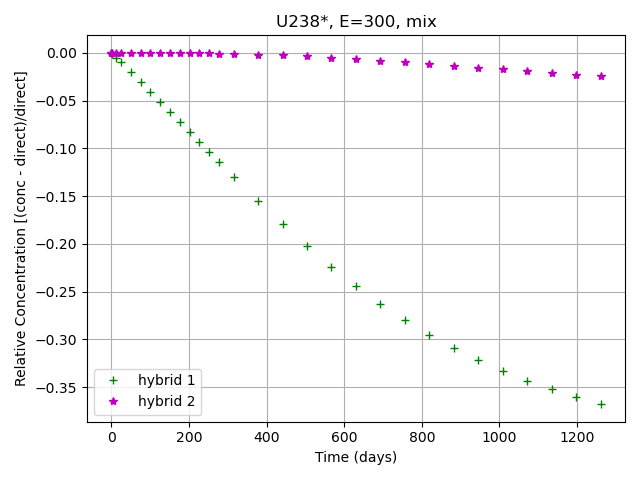 U238*, E=300, mix
Relative Concentration [(conc - direct)/direct]
0.00
−0.05
−0.10
−0.15
−0.20
−0.25
−0.30
−0.35
hybrid 1
hybrid 2
0 200 400 600 800 1000 1200
Time (days)